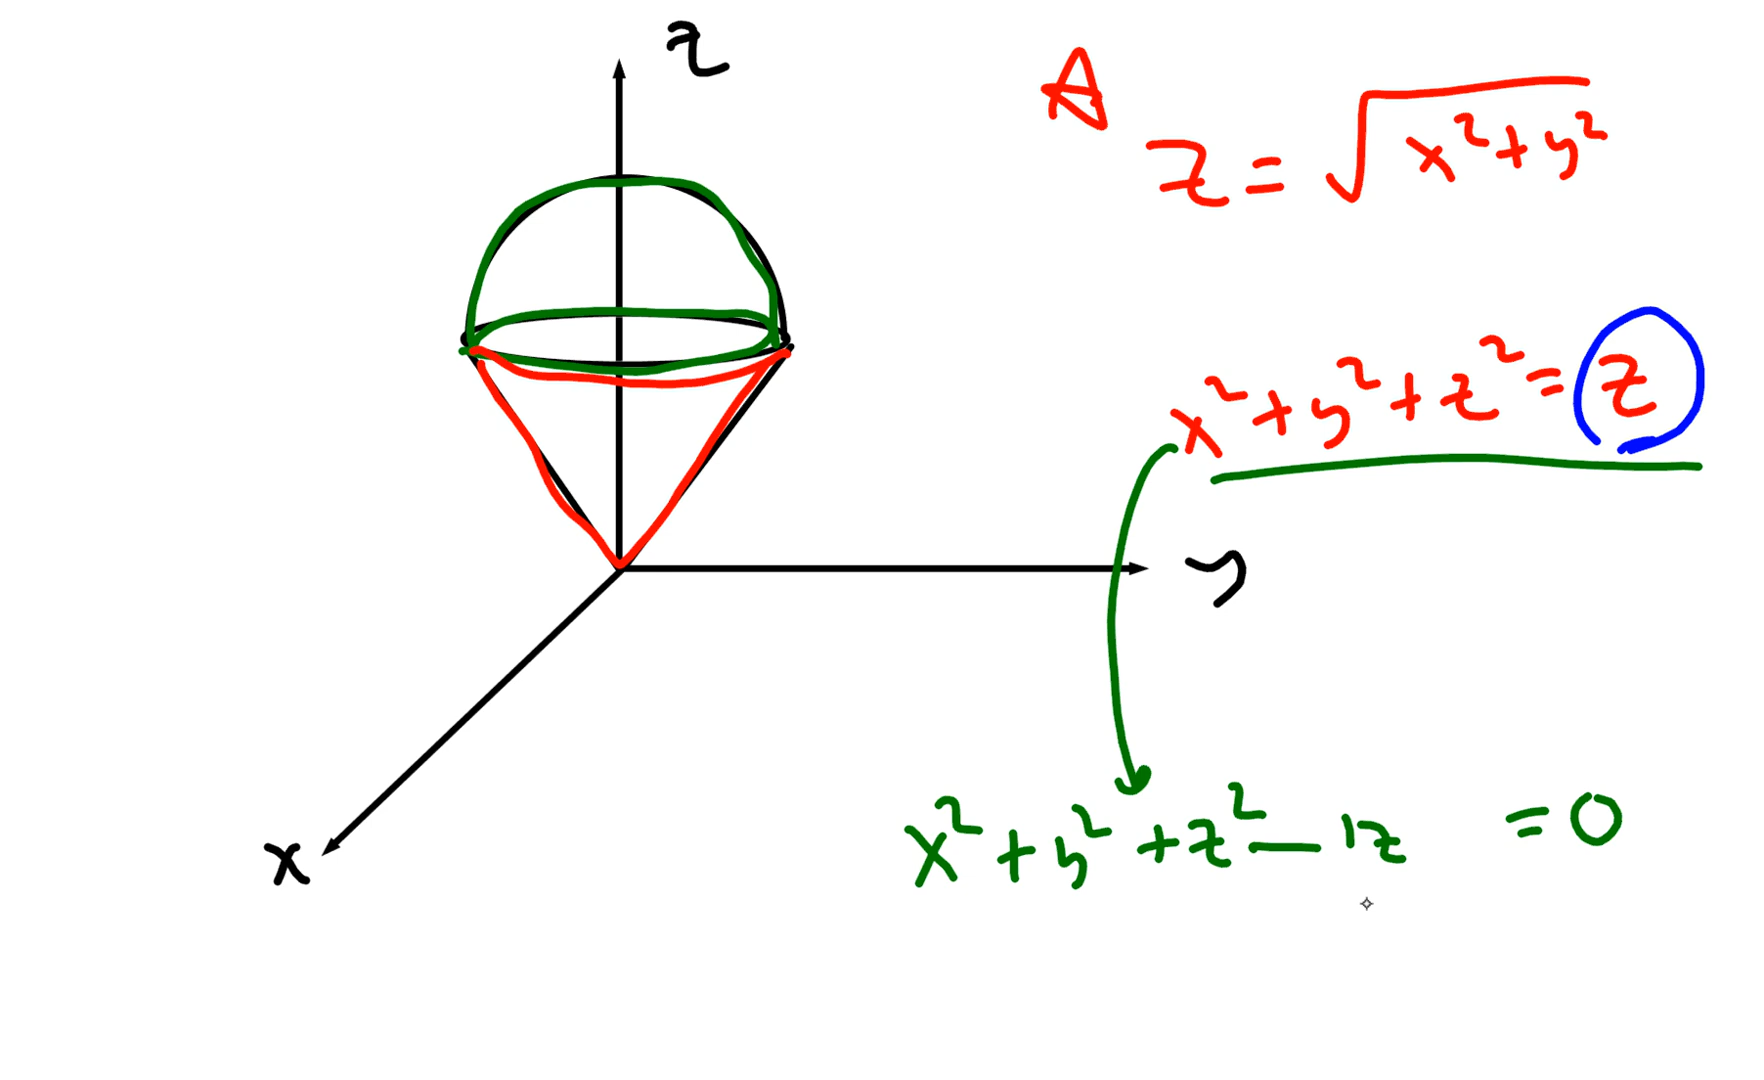 z
A
z = √x²+y²
x²+y²+z²=z
y
x
x²+y²+z²−1z =0